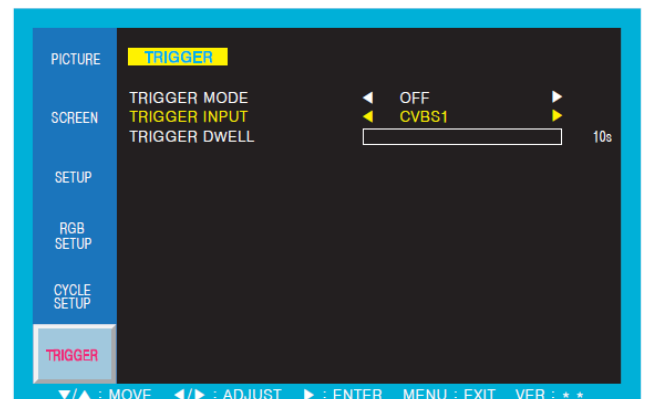 PICTURE
SCREEN
SETUP
RGB
SETUP
CYCLE
SETUP
TRIGGER
TRIGGER
TRIGGER MODE ◀ OFF ▶
TRIGGER INPUT ◀ CVBS1 ▶
TRIGGER DWELL 10s
▼/▲ : MOVE ◀/▶ : ADJUST ▶ : ENTER MENU : EXIT VER : * *